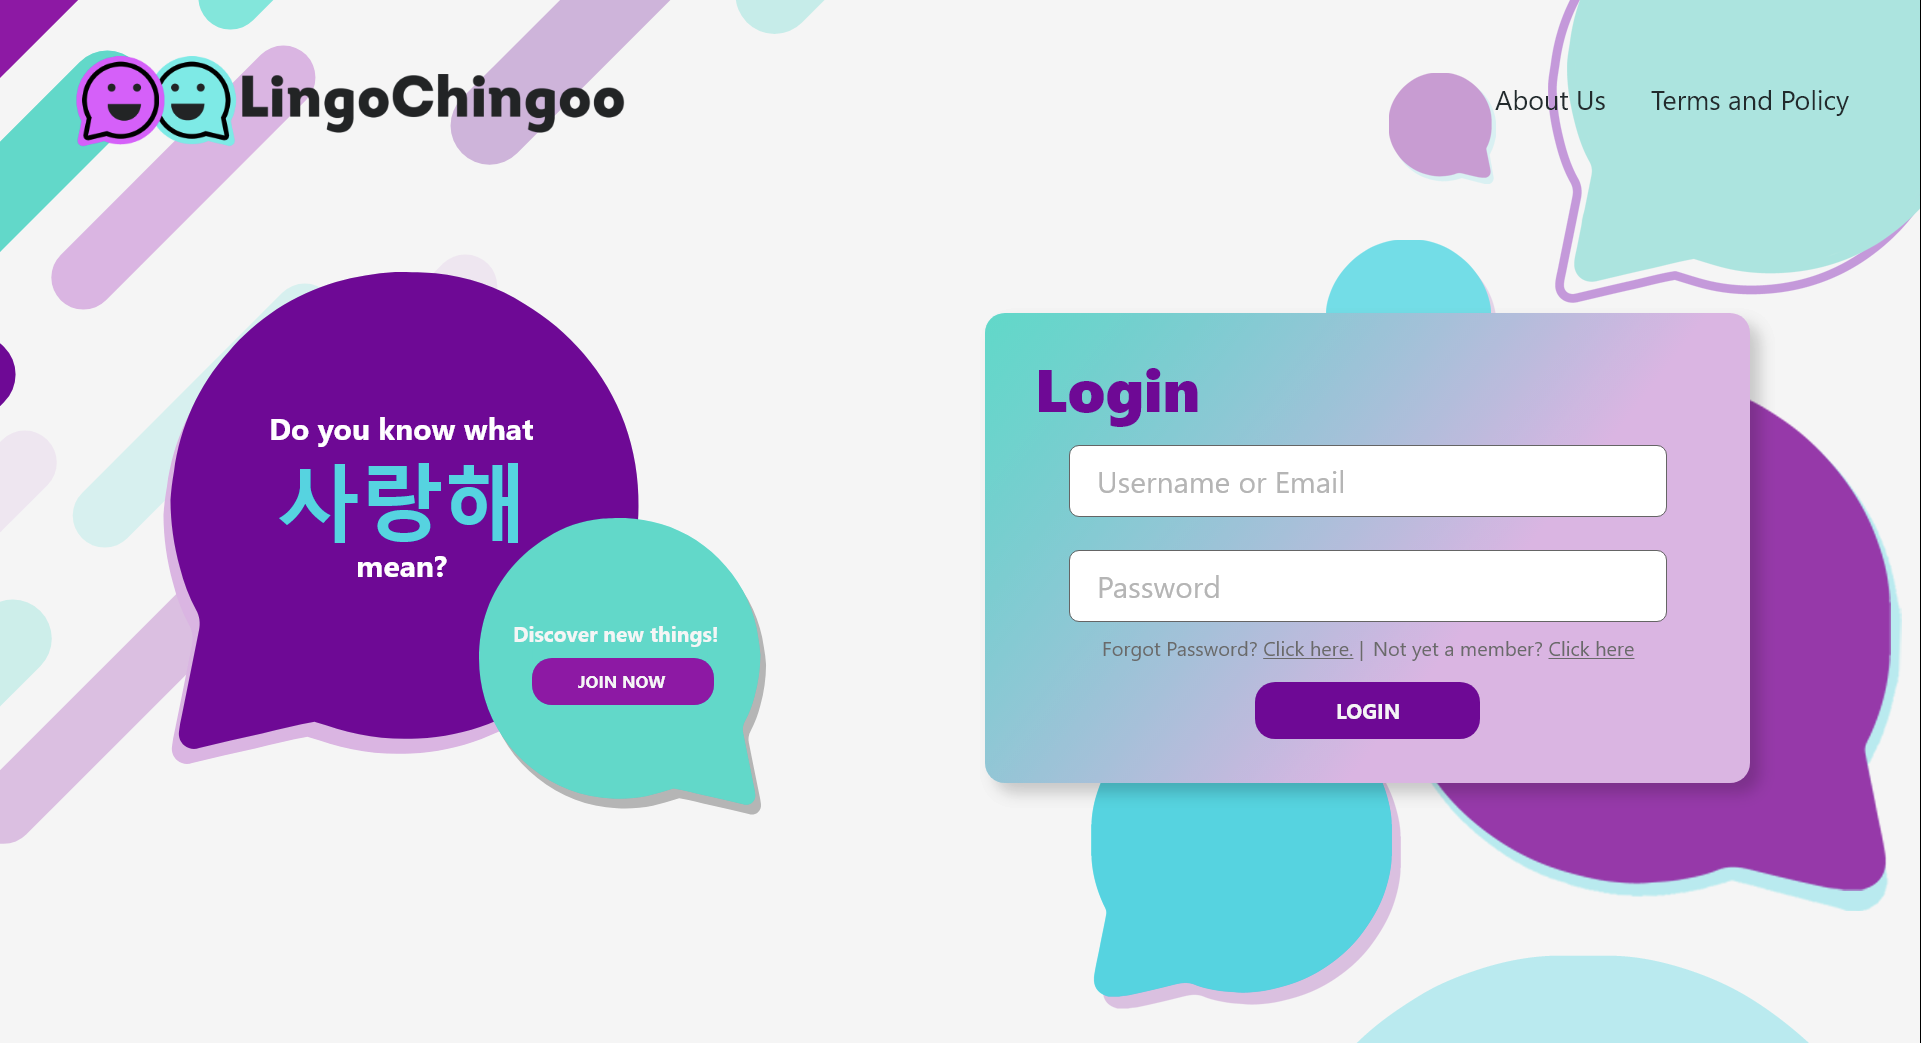 LingoChingoo
About Us
Terms and Policy
Do you know what
사랑해
mean?
Discover new things!
JOIN NOW
Login
Username or Email
Password
Forgot Password? Click here. | Not yet a member? Click here
LOGIN